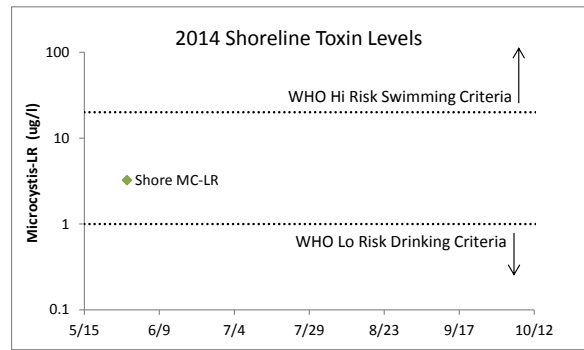 2014 Shoreline Toxin Levels
Microcystis-LR (ug/l)
100
10
1
0.1
WHO Hi Risk Swimming Criteria
Shore MC-LR
WHO Lo Risk Drinking Criteria
5/15 6/9 7/4 7/29 8/23 9/17 10/12